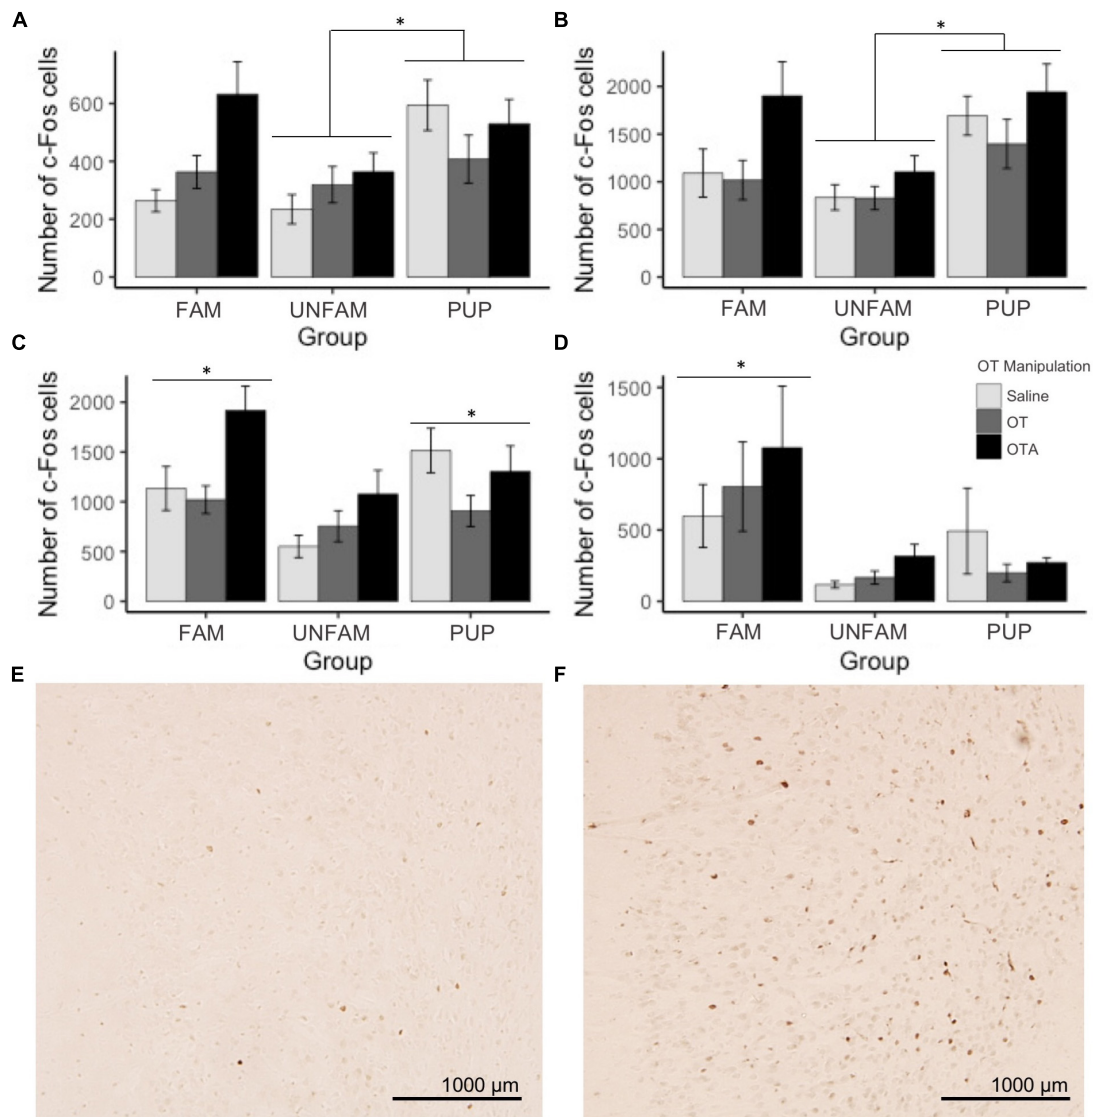 A
*
Number of c-Fos cells
600
400
200
0
FAM UNFAM PUP
Group
B
*
Number of c-Fos cells
2000
1500
1000
500
0
FAM UNFAM PUP
Group
C
*
*
Number of c-Fos cells
2000
1500
1000
500
0
FAM UNFAM PUP
Group
D
*
Number of c-Fos cells
1500
1000
500
0
FAM UNFAM PUP
Group
OT Manipulation
Saline
OT
OTA
E
1000 µm
F
1000 µm